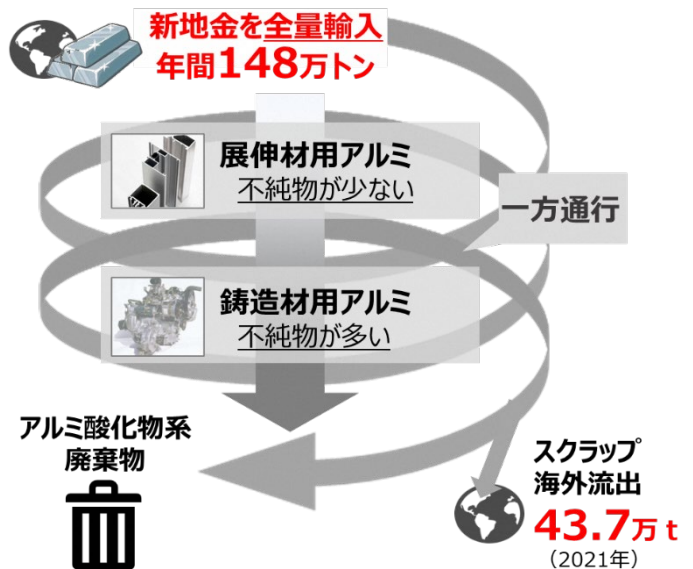 新地金を全量輸入
年間148万トン
展伸材用アルミ
不純物が少ない
一方通行
鋳造材用アルミ
不純物が多い
アルミ酸化物系
廃棄物
スクラップ
海外流出
43.7万t
（2021年）